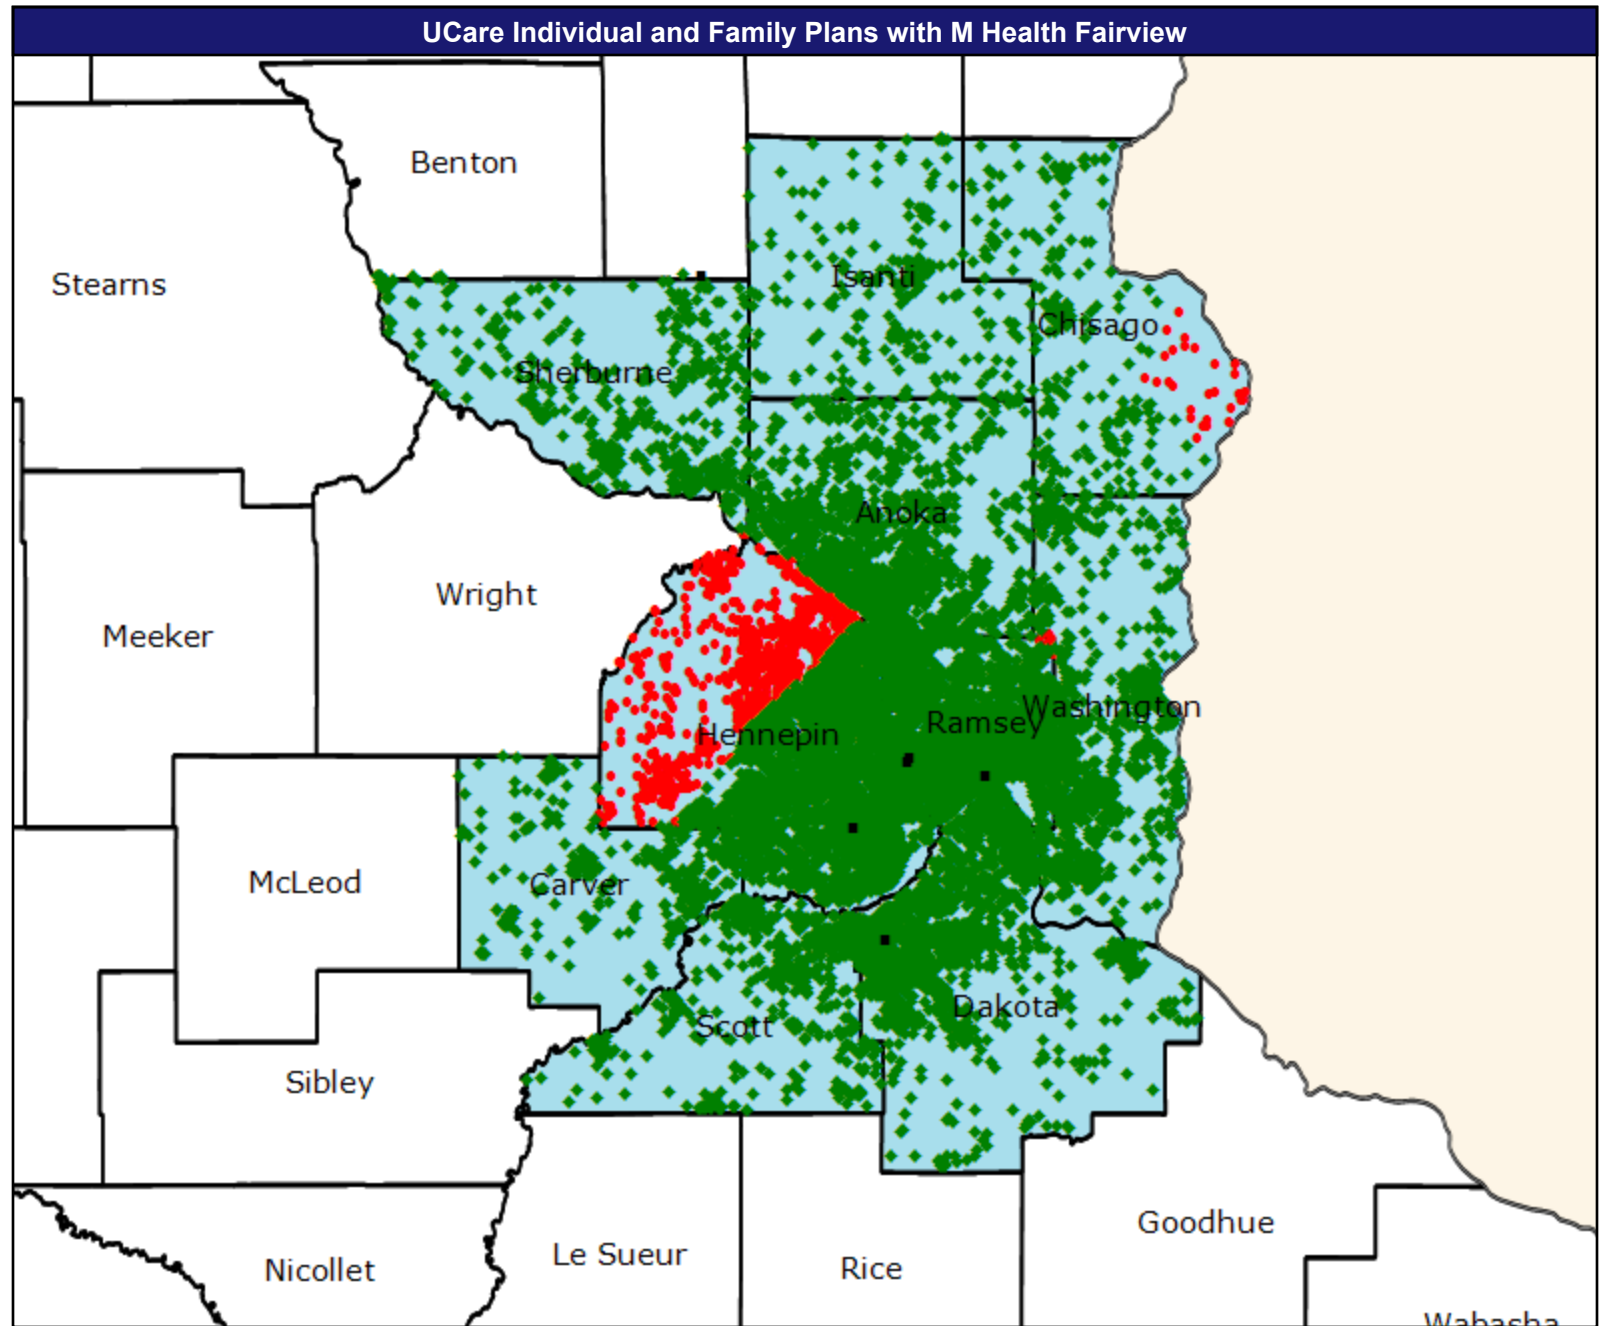 UCare Individual and Family Plans with M Health Fairview
Benton
Stearns
Isanti
Chisago
Sherburne
Anoka
Wright
Meeker
Washington
Ramsey
Hennepin
McLeod
Carver
Dakota
Scott
Sibley
Goodhue
Le Sueur
Rice
Nicollet
Wabasha